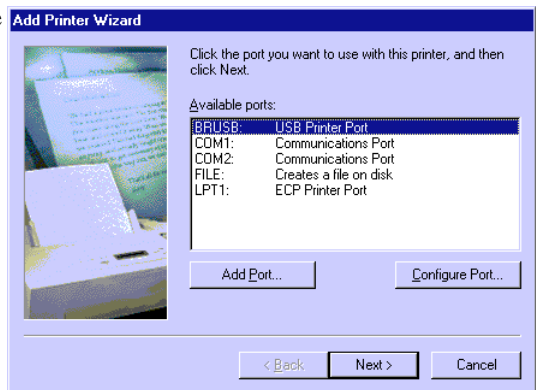 Add Printer Wizard
Click the port you want to use with this printer, and then
click Next.
Available ports:
BRUSB: USB Printer Port
COM1: Communications Port
COM2: Communications Port
FILE: Creates a file on disk
LPT1: ECP Printer Port
Add Port... Configure Port...
< Back Next > Cancel